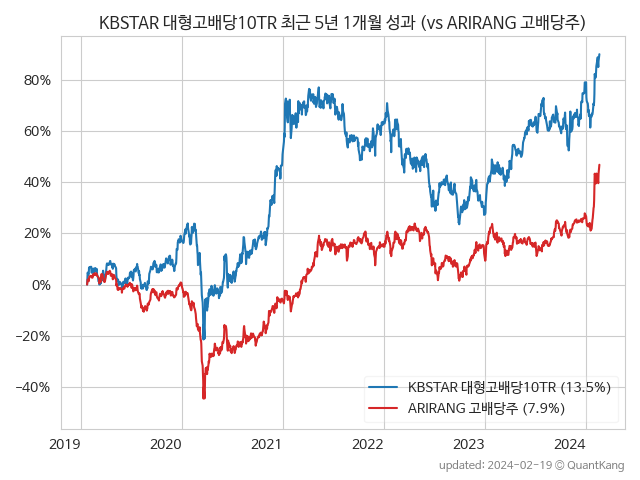 KBSTAR 대형고배당10TR 최근 5년 1개월 성과 (vs ARIRANG 고배당주)
80%
60%
40%
20%
0%
−20%
−40%
KBSTAR 대형고배당10TR (13.5%)
ARIRANG 고배당주 (7.9%)
2019 2020 2021 2022 2023 2024
updated: 2024-02-19 © QuantKang